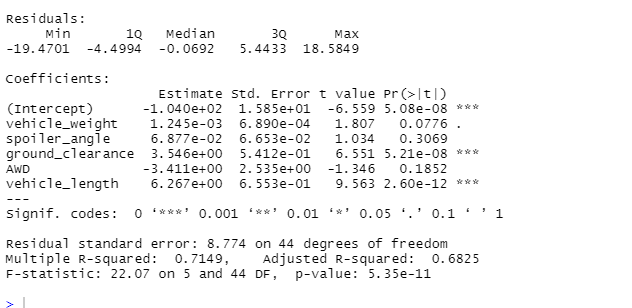 Residuals:
     Min       1Q   Median       3Q      Max
-19.4701  -4.4994  -0.0692   5.4433  18.5849
Coefficients:
                   Estimate Std. Error t value Pr(>|t|)
(Intercept)      -1.040e+02  1.585e+01  -6.559 5.08e-08 ***
vehicle_weight    1.245e-03  6.890e-04   1.807   0.0776 .
spoiler_angle     6.877e-02  6.653e-02   1.034   0.3069
ground_clearance  3.546e+00  5.412e-01   6.551 5.21e-08 ***
AWD              -3.411e+00  2.535e+00  -1.346   0.1852
vehicle_length    6.267e+00  6.553e-01   9.563 2.60e-12 ***
---
Signif. codes:  0 ‘***’ 0.001 ‘**’ 0.01 ‘*’ 0.05 ‘.’ 0.1 ‘ ’ 1
Residual standard error: 8.774 on 44 degrees of freedom
Multiple R-squared:  0.7149,    Adjusted R-squared:  0.6825
F-statistic: 22.07 on 5 and 44 DF,  p-value: 5.35e-11
>